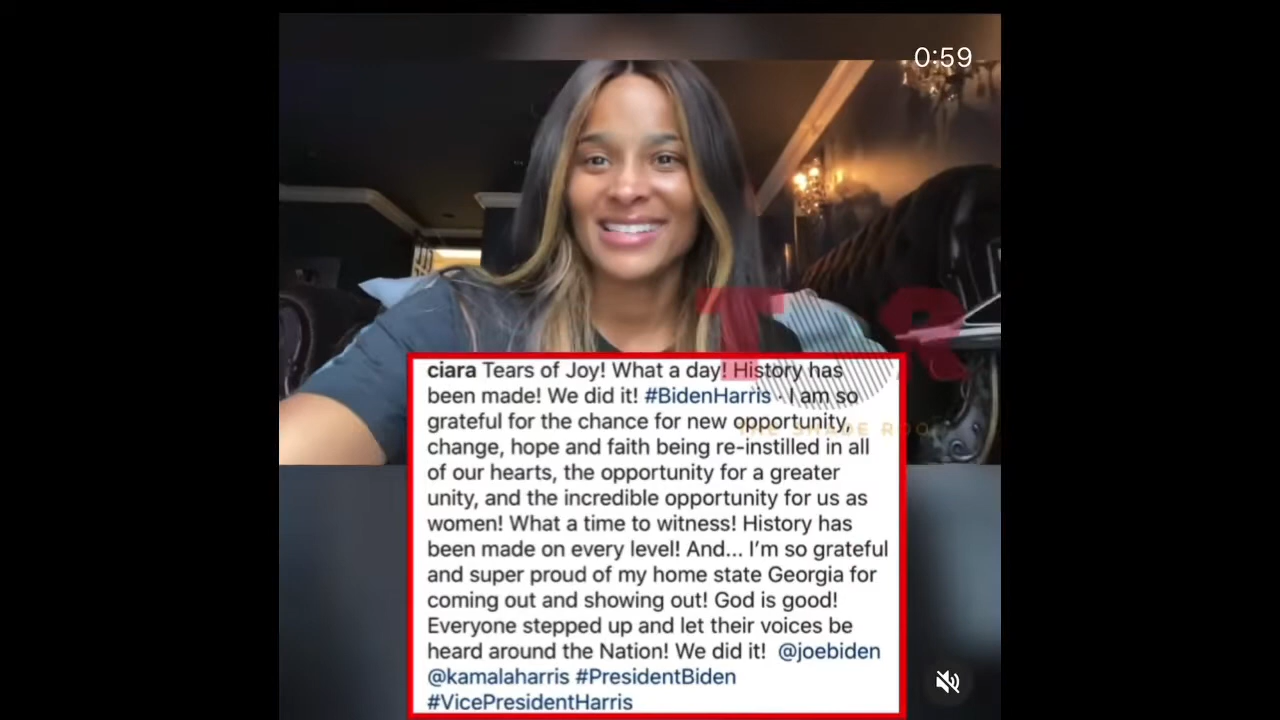 0:59
ciara Tears of Joy! What a day! History has
been made! We did it! #BidenHarris · I am so
grateful for the chance for new opportunity,
change, hope and faith being re-instilled in all
of our hearts, the opportunity for a greater
unity, and the incredible opportunity for us as
women! What a time to witness! History has
been made on every level! And... I’m so grateful
and super proud of my home state Georgia for
coming out and showing out! God is good!
Everyone stepped up and let their voices be
heard around the Nation! We did it! @joebiden
@kamalaharris #PresidentBiden
#VicePresidentHarris